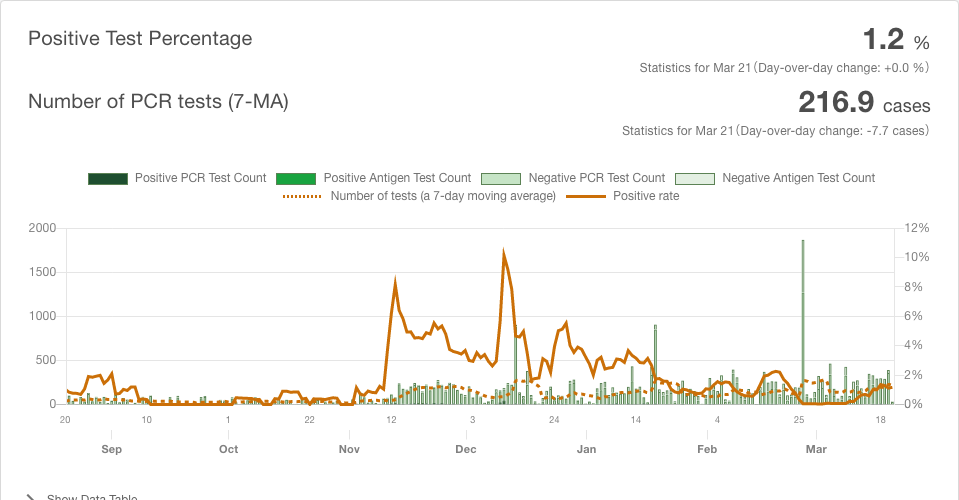 Positive Test Percentage
1.2 %
Statistics for Mar 21(Day-over-day change: +0.0 %)
Number of PCR tests (7-MA)
216.9 cases
Statistics for Mar 21(Day-over-day change: -7.7 cases)
Positive PCR Test Count Positive Antigen Test Count Negative PCR Test Count Negative Antigen Test Count
Number of tests (a 7-day moving average) Positive rate
2000 12%
10%
1500
8%
1000 6%
4%
500
2%
0 0%
20 10 1 22 12 3 24 14 4 25 18
Sep Oct Nov Dec Jan Feb Mar
Show Data Table